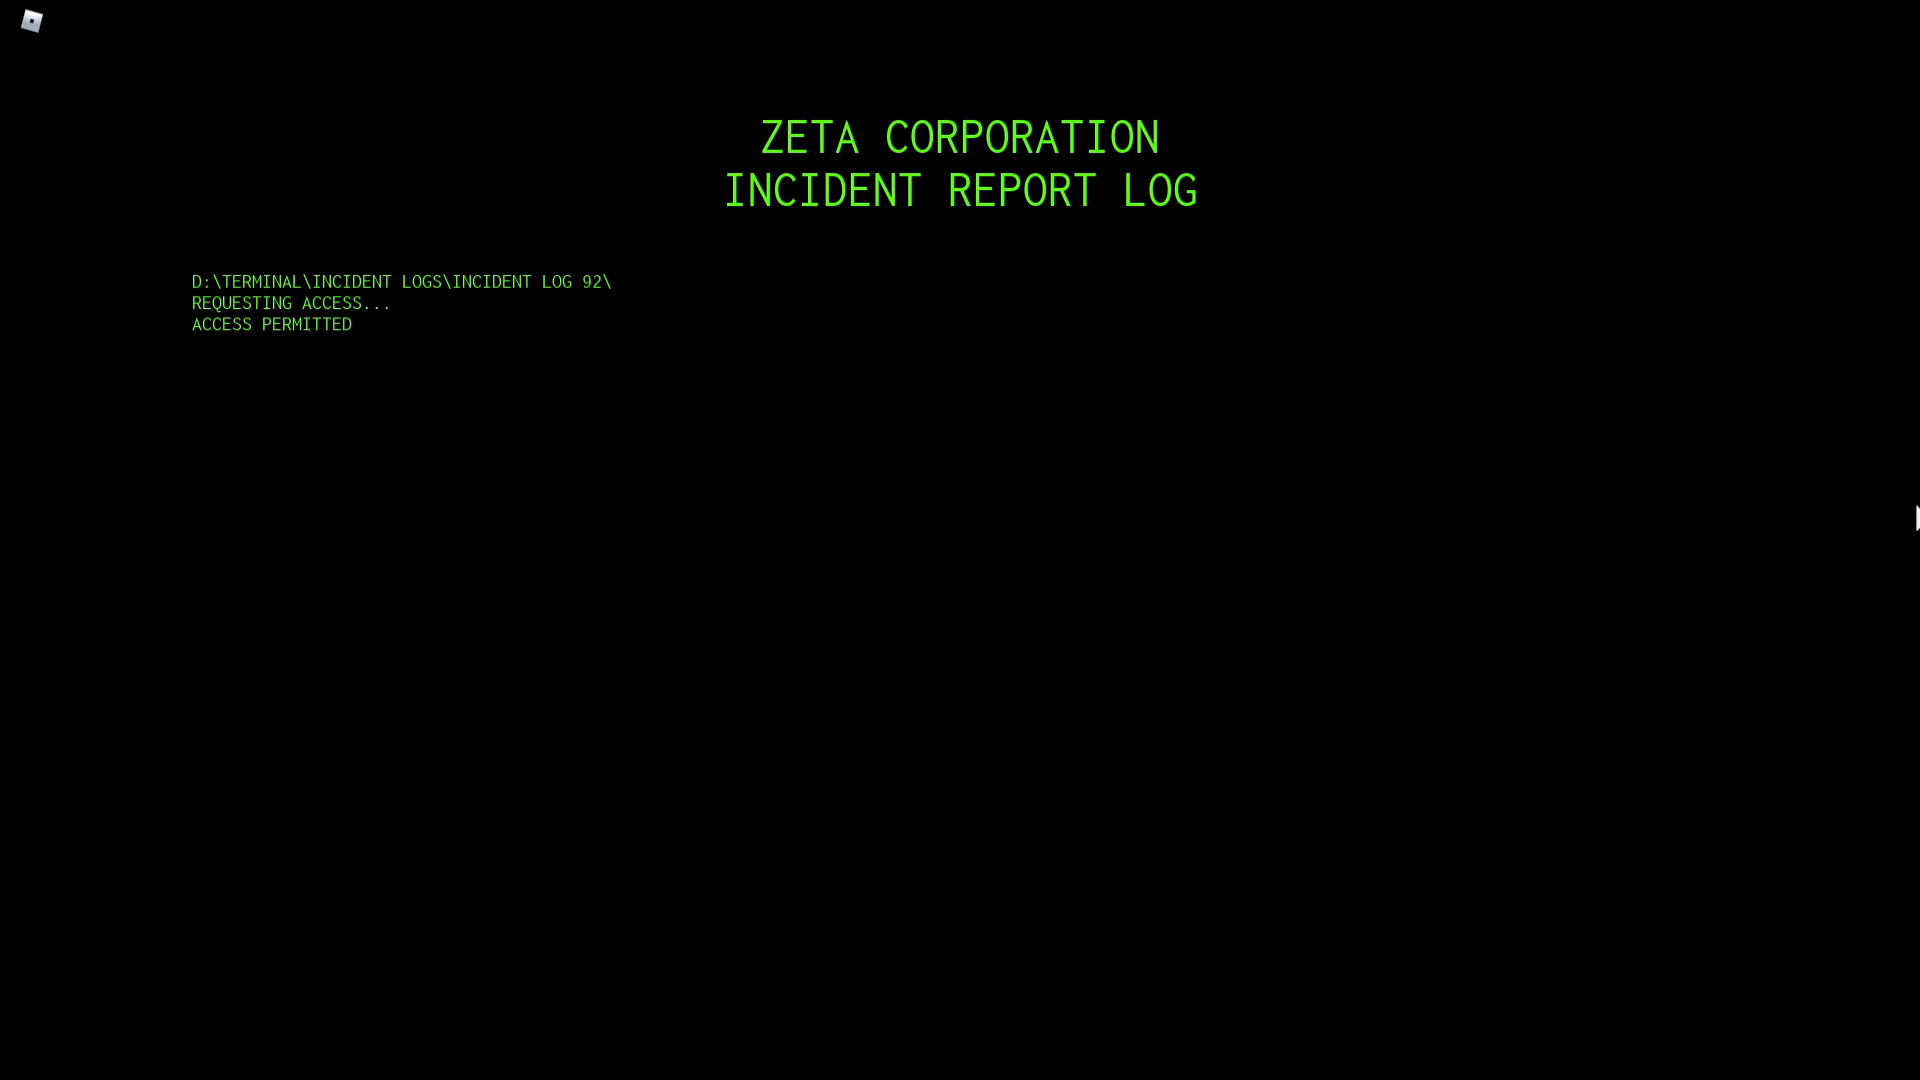 ZETA CORPORATION
INCIDENT REPORT LOG
D:\TERMINAL\INCIDENT LOGS\INCIDENT LOG 92\
REQUESTING ACCESS...
ACCESS PERMITTED